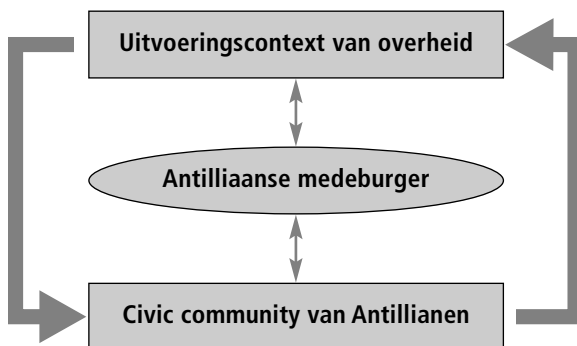 Uitvoeringscontext van overheid
Antilliaanse medeburger
Civic community van Antillianen